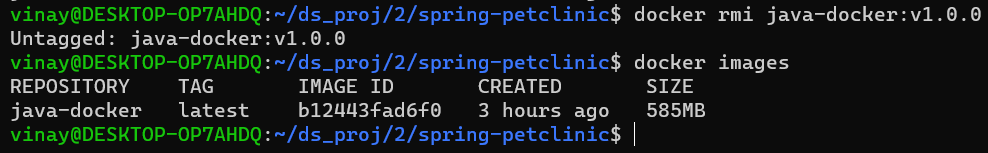 vinay@DESKTOP-OP7AHDQ:~/ds_proj/2/spring-petclinic$ docker rmi java-docker:v1.0.0
Untagged: java-docker:v1.0.0
vinay@DESKTOP-OP7AHDQ:~/ds_proj/2/spring-petclinic$ docker images
REPOSITORY    TAG       IMAGE ID       CREATED       SIZE
java-docker   latest    b12443fad6f0   3 hours ago   585MB
vinay@DESKTOP-OP7AHDQ:~/ds_proj/2/spring-petclinic$